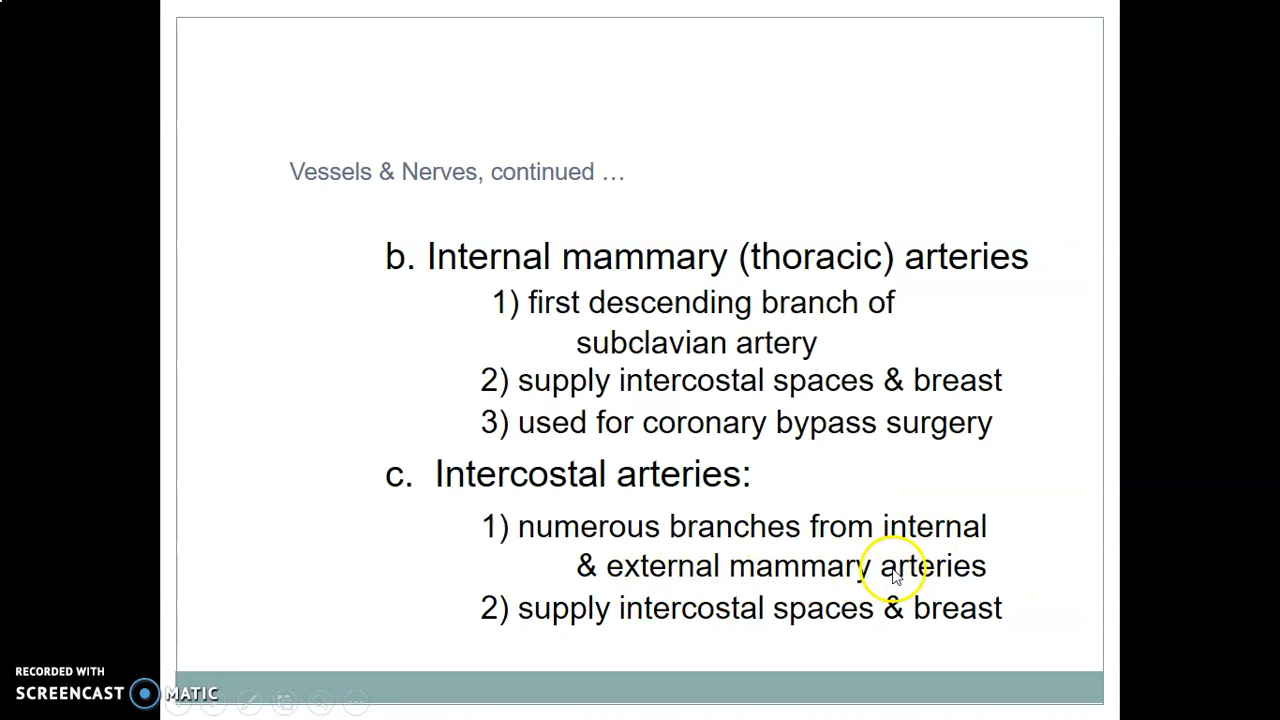 Vessels & Nerves, continued …
b. Internal mammary (thoracic) arteries
1) first descending branch of
subclavian artery
2) supply intercostal spaces & breast
3) used for coronary bypass surgery
c. Intercostal arteries:
1) numerous branches from internal
& external mammary arteries
2) supply intercostal spaces & breast
RECORDED WITH
SCREENCAST MATIC